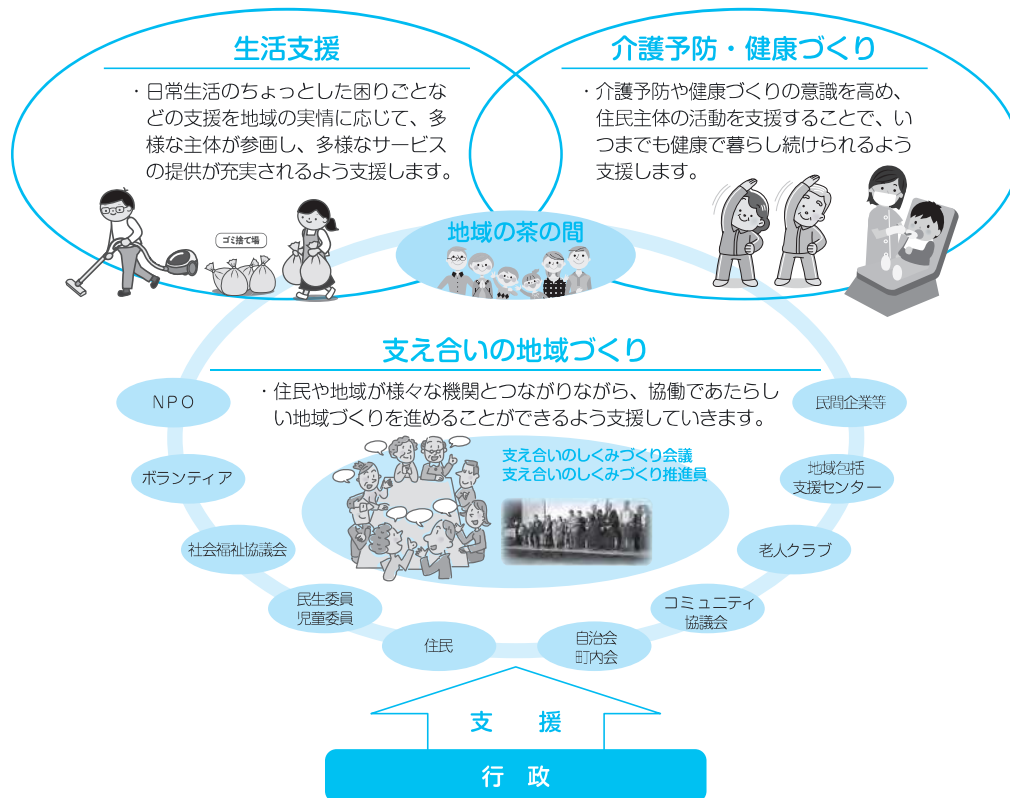 生活支援
・日常生活のちょっとした困りごとな
どの支援を地域の実情に応じて、多
様な主体が参画し、多様なサービス
の提供が充実されるよう支援します。
ゴミ捨て場
介護予防・健康づくり
・介護予防や健康づくりの意識を高め、
住民主体の活動を支援することで、い
つまでも健康で暮らし続けられるよう
支援します。
地域の茶の間
支え合いの地域づくり
・住民や地域が様々な機関とつながりながら、協働であたらし
い地域づくりを進めることができるよう支援していきます。
支え合いのしくみづくり会議
支え合いのしくみづくり推進員
NPO
ボランティア
社会福祉協議会
民生委員
児童委員
住民
自治会
町内会
コミュニティ
協議会
老人クラブ
地域包括
支援センター
民間企業等
支 援
行 政